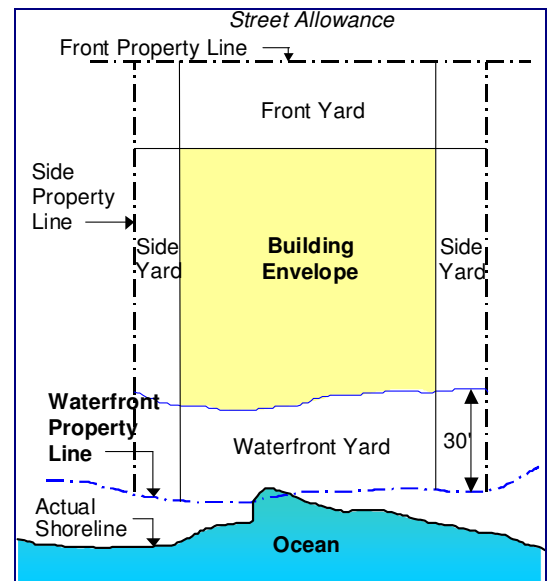 Street Allowance
Front Property Line
Front Yard
Side
Property
Line
Side
Yard
Building
Envelope
Side
Yard
Waterfront
Property
Line
Waterfront Yard
30'
Actual
Shoreline
Ocean